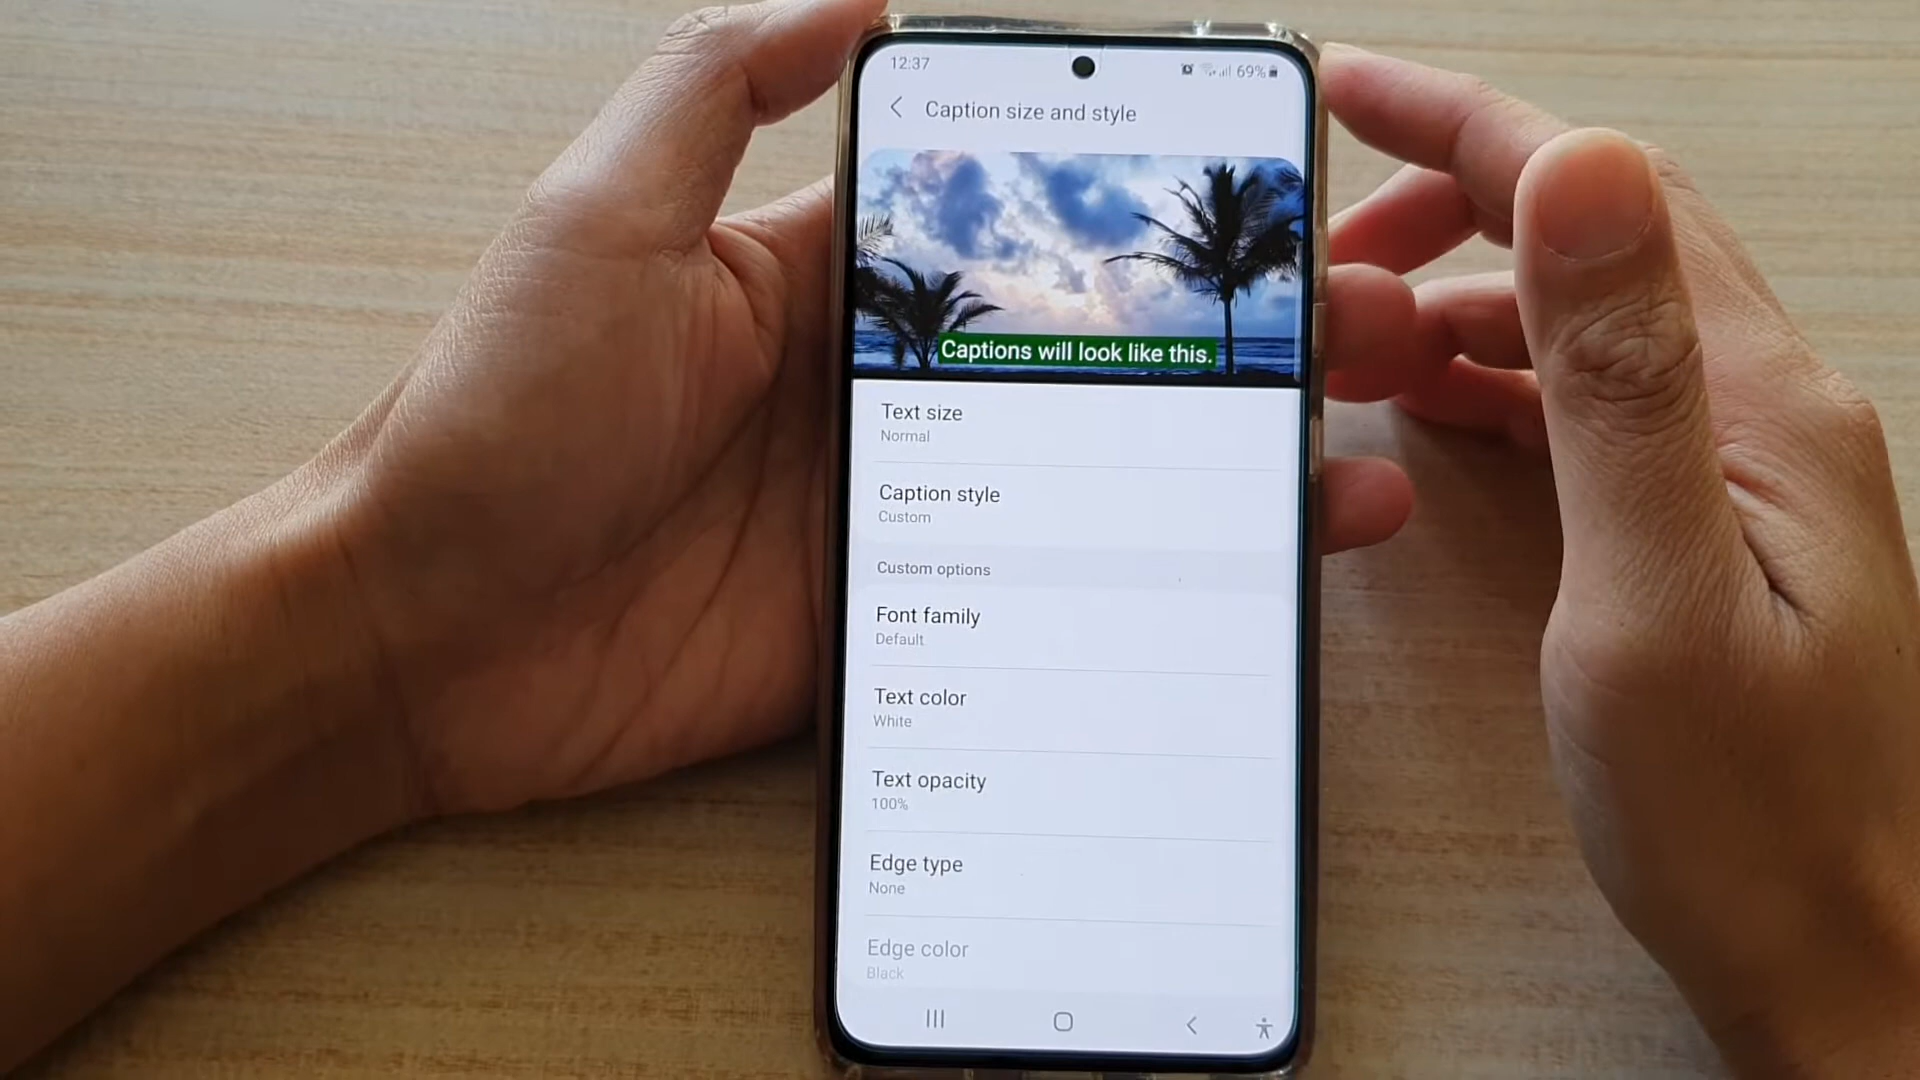 12:37
69%
Caption size and style
Captions will look like this.
Text size
Normal
Caption style
Custom
Custom options
Font family
Default
Text color
White
Text opacity
100%
Edge type
None
Edge color
Black